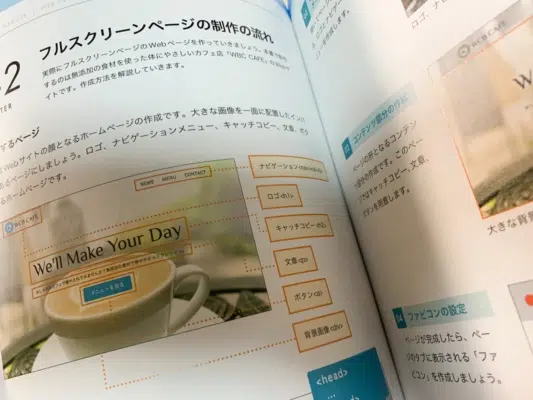 フルスクリーンページの制作の流れ
実際にフルスクリーンページのWebページを作っていきましょう。
するのは無添加の食材を使った体にやさしいカフェ店「WBC CAFE」の
イトです。作成方法を解説していきます。
2
TER
するページ
Webサイトの顔となるホームページの作成です。大きな画像を一面に配置したインパ
あるページにしましょう。ロゴ、ナビゲーションメニュー、キャッチコピー、文章、ボタ
るホームページです。
WCB CAFE
HOME MENU CONTACT
We'll Make Your Day
メニューを見る
ナビゲーション
ロゴ<h1>
キャッチコピー<h2>
文章<p>
ボタン<a>
背景画像<div>
<head>
...
ロゴ、ナ
を作成します。
コンテンツ部分の作成
ページの肝となるコンテン
ツ部分の作成です。このペー
ジではキャッチコピー、文章、
ボタンを用意します。
WCB CAFE
大きな背景
04 ファビコンの設定
ページが完成したら、ペー
ジのタブに表示される「ファ
ビコン」を作成しましょう。